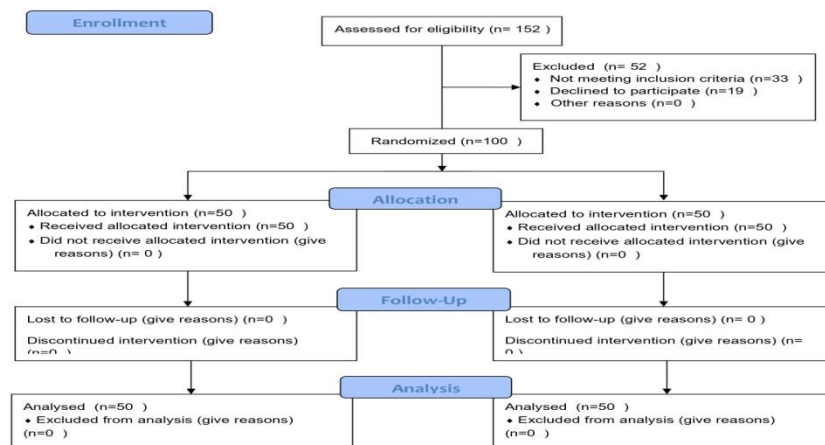 Enrollment
Assessed for eligibility (n= 152 )
Excluded (n= 52 )
♦ Not meeting inclusion criteria (n=33 )
♦ Declined to participate (n=19 )
♦ Other reasons (n=0 )
Randomized (n=100 )
Allocation
Allocated to intervention (n=50 )
♦ Received allocated intervention (n=50 )
♦ Did not receive allocated intervention (give
reasons) (n= 0 )
Allocated to intervention (n=50 )
♦ Received allocated intervention (n=50 )
♦ Did not receive allocated intervention (give
reasons) (n=0 )
Follow-Up
Lost to follow-up (give reasons) (n=0 )
Discontinued intervention (give reasons)
(n=0 )
Lost to follow-up (give reasons) (n= 0 )
Discontinued intervention (give reasons) (n=
0 )
Analysis
Analysed (n=50 )
♦ Excluded from analysis (give reasons)
(n=0 )
Analysed (n=50 )
♦ Excluded from analysis (give reasons)
(n=0 )